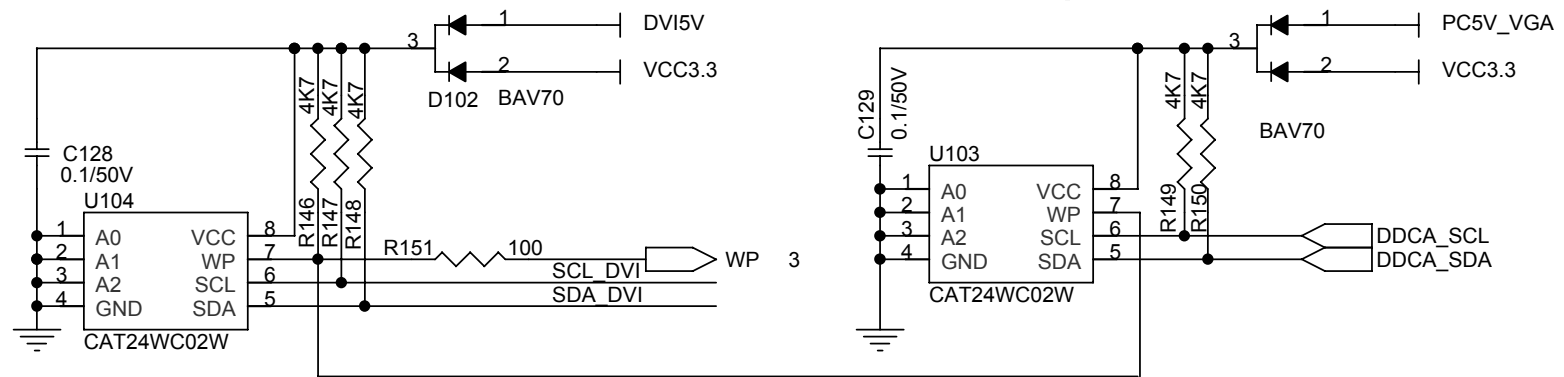 1 DVI5V
3
2 VCC3.3
D102 BAV70
C128
0.1/50V
4K7
4K7
4K7
U104
R146
R147
R148
1 A0 VCC 8
2 A1 WP 7
3 A2 SCL 6
4 GND SDA 5
CAT24WC02W
R151 100
WP 3
SCL_DVI
SDA_DVI
1 PC5V_VGA
3
2 VCC3.3
BAV70
C129
0.1/50V
4K7
4K7
U103
R149
R150
1 A0 VCC 8
2 A1 WP 7
3 A2 SCL 6
4 GND SDA 5
CAT24WC02W
DDCA_SCL
DDCA_SDA